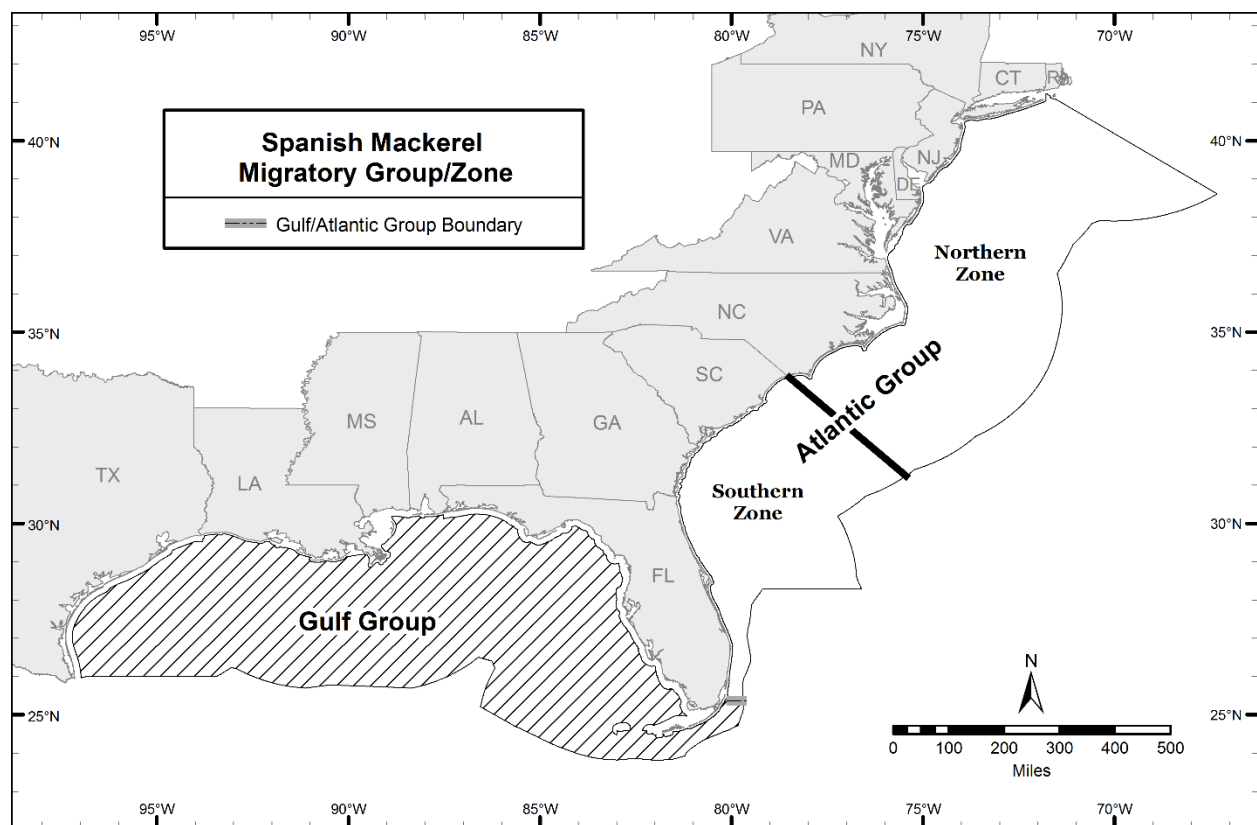 95°W 90°W 85°W 80°W 75°W 70°W
NY
CT
RI
PA
40°N
40°N
Spanish Mackerel
Migratory Group/Zone
Gulf/Atlantic Group Boundary
MD
NJ
DE
VA
Northern
Zone
NC
35°N
35°N
SC
Atlantic Group
MS
AL
GA
TX
LA
Southern
Zone
30°N
30°N
FL
Gulf Group
N
25°N
25°N
0 50 100 200 300 400 500
Miles
95°W 90°W 85°W 80°W 75°W 70°W